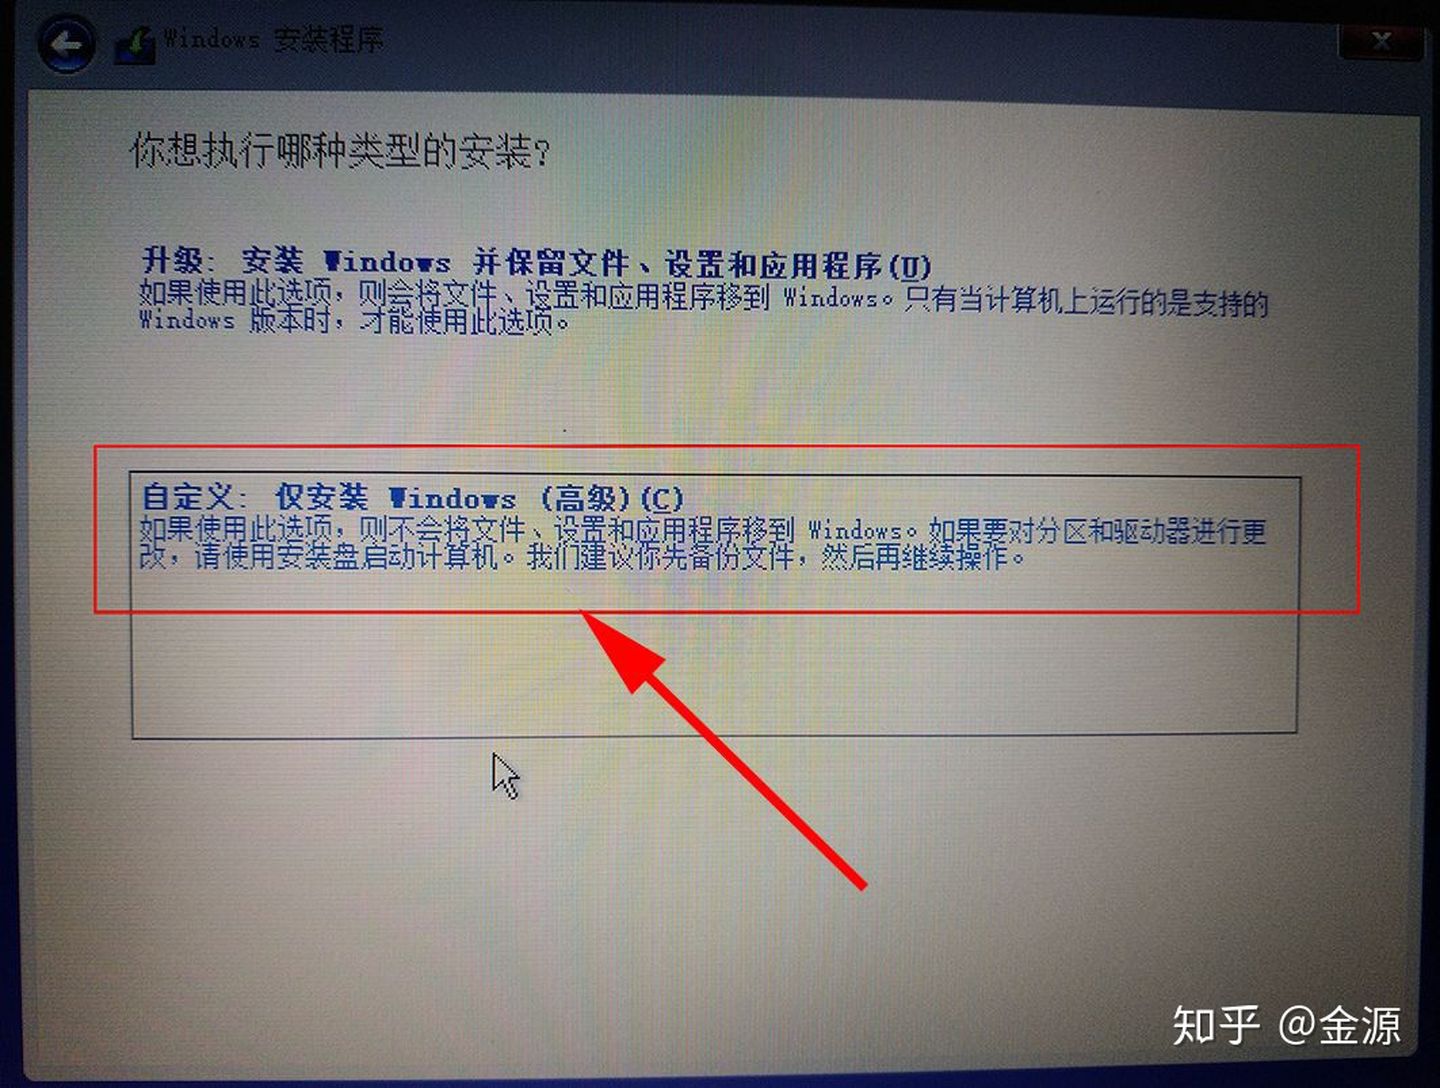 Windows 安装程序
你想执行哪种类型的安装?
升级: 安装 Windows 并保留文件、设置和应用程序(U)
如果使用此选项，则会将文件、设置和应用程序移到 Windows。只有当计算机上运行的是支持的
Windows 版本时，才能使用此选项。
自定义: 仅安装 Windows (高级)(C)
如果使用此选项，则不会将文件、设置和应用程序移到 Windows。如果要对分区和驱动器进行更
改，请使用安装盘启动计算机。我们建议你先备份文件，然后再继续操作。
知乎 @金源